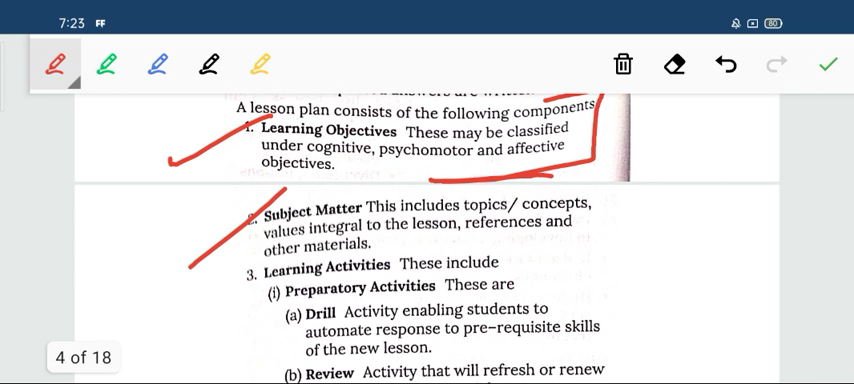 7:23 FF
80
A lesson plan consists of the following components
1. Learning Objectives These may be classified
under cognitive, psychomotor and affective
objectives.
2. Subject Matter This includes topics/ concepts,
values integral to the lesson, references and
other materials.
3. Learning Activities These include
(i) Preparatory Activities These are
(a) Drill Activity enabling students to
automate response to pre-requisite skills
of the new lesson.
(b) Review Activity that will refresh or renew
4 of 18